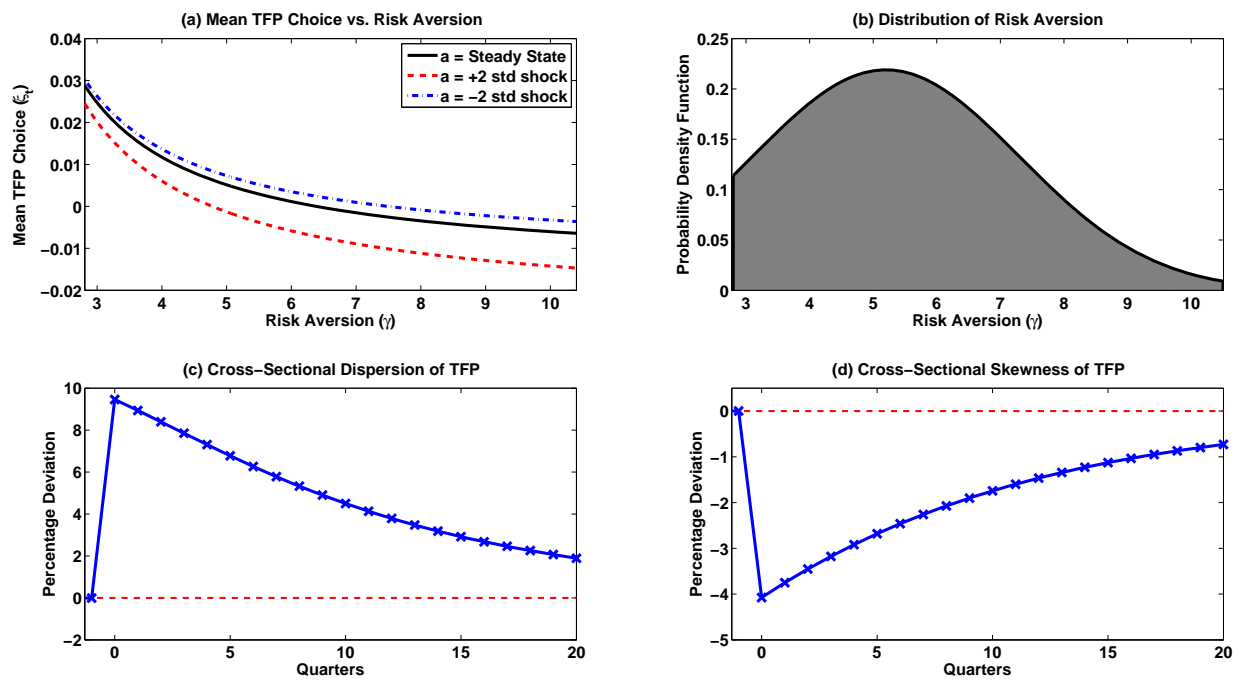 (a) Mean TFP Choice vs. Risk Aversion
Mean TFP Choice (ξt)
0.04
0.03
0.02
0.01
0
−0.01
−0.02
a = Steady State
a = +2 std shock
a = −2 std shock
3 4 5 6 7 8 9 10
Risk Aversion (γ)
(b) Distribution of Risk Aversion
Probability Density Function
0.25
0.2
0.15
0.1
0.05
0
3 4 5 6 7 8 9 10
Risk Aversion (γ)
(c) Cross−Sectional Dispersion of TFP
Percentage Deviation
10
8
6
4
2
0
−2
0 5 10 15 20
Quarters
(d) Cross−Sectional Skewness of TFP
Percentage Deviation
0
−1
−2
−3
−4
−5
0 5 10 15 20
Quarters